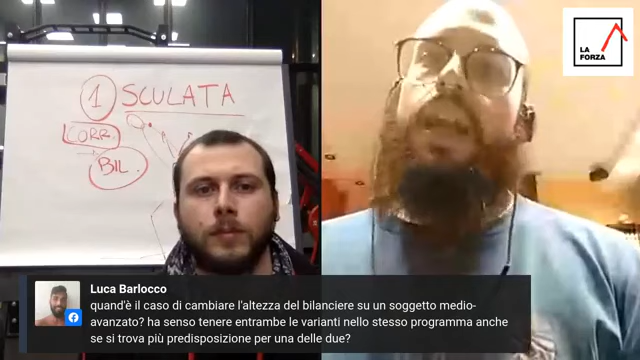 LA
FORZA
1 SCULATA
CORR.
BIL.
Luca Barlocco
quand'è il caso di cambiare l'altezza del bilanciere su un soggetto medio-
avanzato? ha senso tenere entrambe le varianti nello stesso programma anche
se si trova più predisposizione per una delle due?